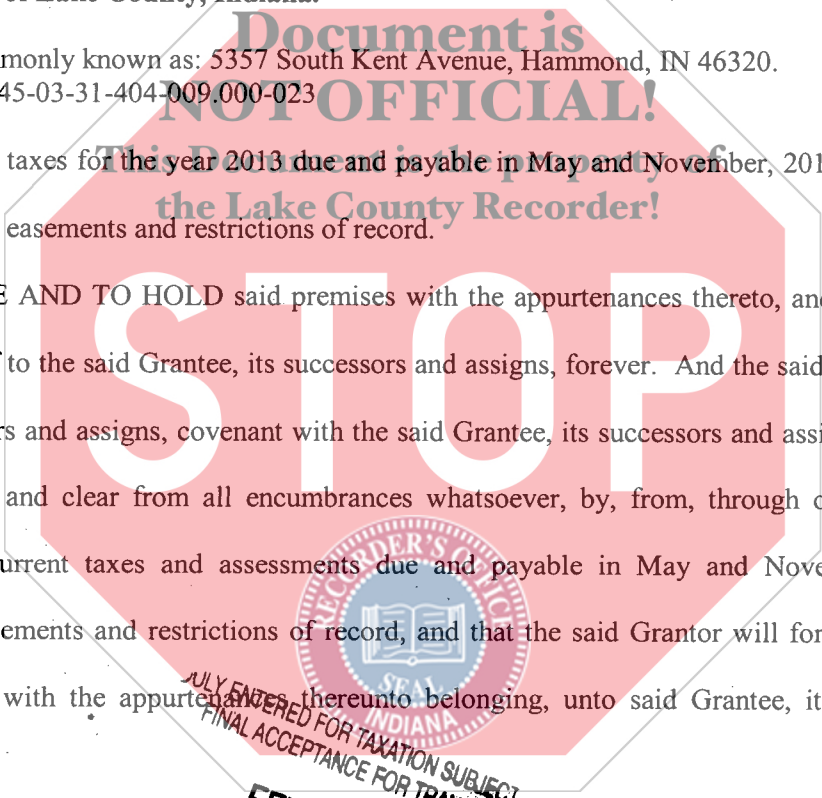 Document is
monly known as: 5357 South Kent Avenue, Hammond, IN 46320.
45-03-31-404-009.000-023
NOT OFFICIAL!
taxes for the year 2013 due and payable in May and November, 201
This Document is the property of
the Lake County Recorder!
easements and restrictions of record.
E AND TO HOLD said premises with the appurtenances thereto, and
STOP
to the said Grantee, its successors and assigns, forever. And the said
rs and assigns, covenant with the said Grantee, its successors and assi
and clear from all encumbrances whatsoever, by, from, through o
urrent taxes and assessments due and payable in May and Nove
RECORDER'S OFFICE
ements and restrictions of record, and that the said Grantor will for
SEAL
INDIANA
with the appurtenances thereunto belonging, unto said Grantee, it
DULY ENTERED FOR TAXATION SUBJECT
FINAL ACCEPTANCE FOR